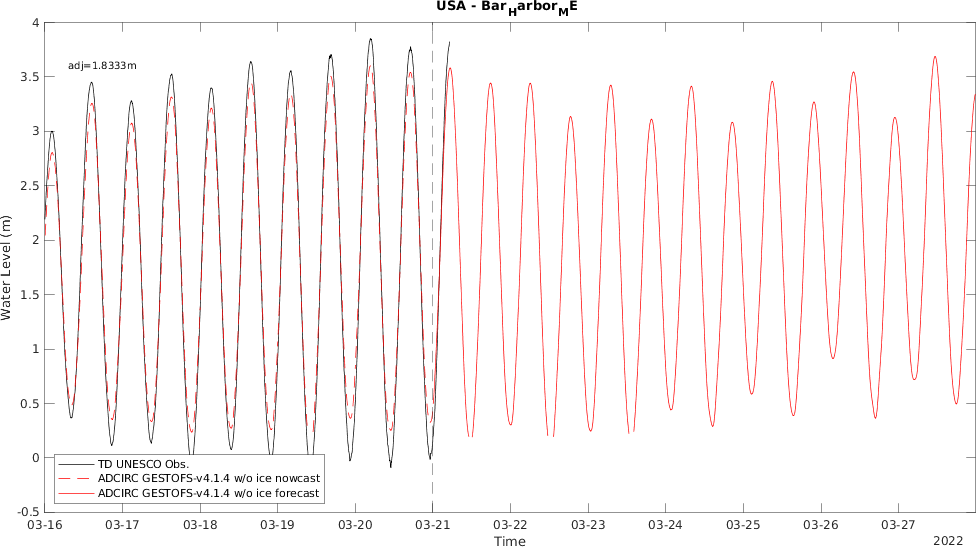 USA - BarHarborME
adj=1.8333m
4
3.5
3
2.5
2
1.5
1
0.5
0
-0.5
Water Level (m)
TD UNESCO Obs.
ADCIRC GESTOFS-v4.1.4 w/o ice nowcast
ADCIRC GESTOFS-v4.1.4 w/o ice forecast
03-16 03-17 03-18 03-19 03-20 03-21 03-22 03-23 03-24 03-25 03-26 03-27
Time
2022